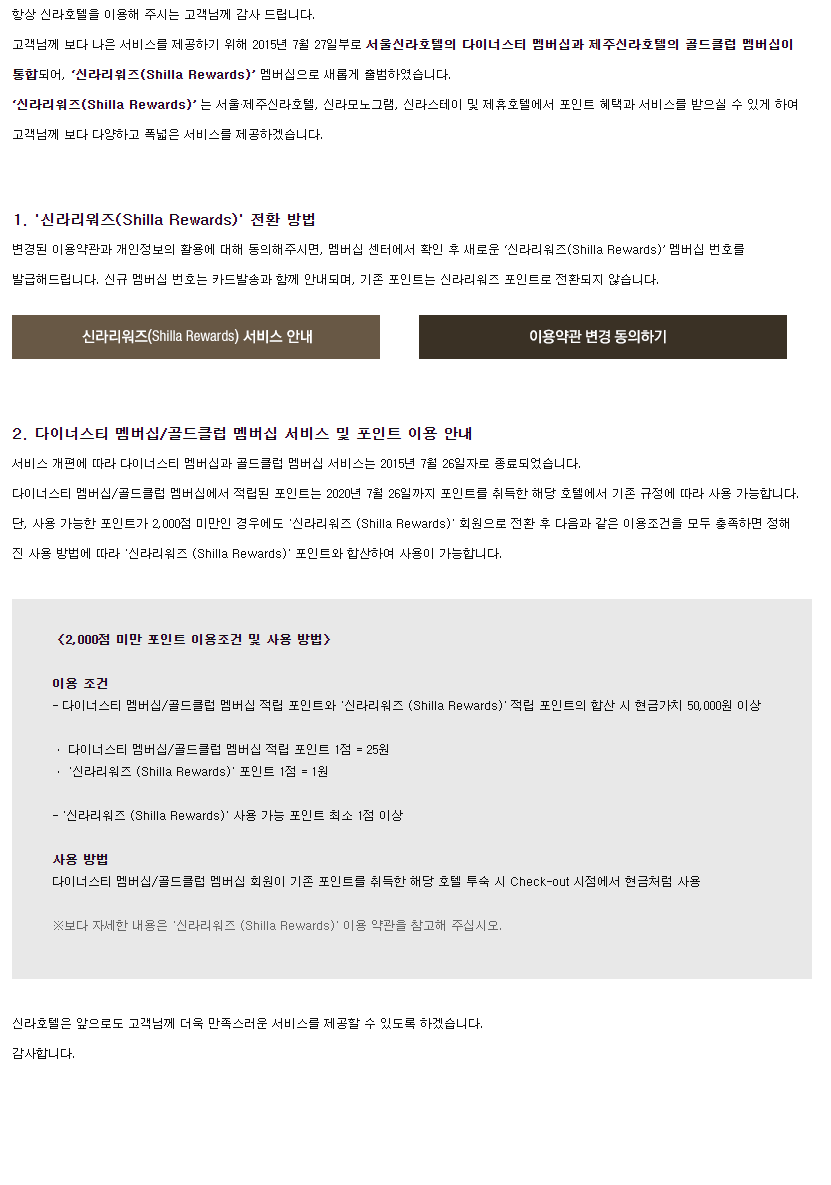 항상 신라호텔을 이용해 주시는 고객님께 감사 드립니다.
고객님께 보다 나은 서비스를 제공하기 위해 2015년 7월 27일부로 서울신라호텔의 다이너스티 멤버십과 제주신라호텔의 골드클럽 멤버십이
통합되어, ‘신라리워즈(Shilla Rewards)’ 멤버십으로 새롭게 출범하였습니다.
‘신라리워즈(Shilla Rewards)’ 는 서울·제주신라호텔, 신라모노그램, 신라스테이 및 제휴호텔에서 포인트 혜택과 서비스를 받으실 수 있게 하여
고객님께 보다 다양하고 폭넓은 서비스를 제공하겠습니다.
1. '신라리워즈(Shilla Rewards)' 전환 방법
변경된 이용약관과 개인정보의 활용에 대해 동의해주시면, 멤버십 센터에서 확인 후 새로운 ‘신라리워즈(Shilla Rewards)’ 멤버십 번호를
발급해드립니다. 신규 멤버십 번호는 카드발송과 함께 안내되며, 기존 포인트는 신라리워즈 포인트로 전환되지 않습니다.
신라리워즈(Shilla Rewards) 서비스 안내
이용약관 변경 동의하기
2. 다이너스티 멤버십/골드클럽 멤버십 서비스 및 포인트 이용 안내
서비스 개편에 따라 다이너스티 멤버십과 골드클럽 멤버십 서비스는 2015년 7월 26일자로 종료되었습니다.
다이너스티 멤버십/골드클럽 멤버십에서 적립된 포인트는 2020년 7월 26일까지 포인트를 취득한 해당 호텔에서 기존 규정에 따라 사용 가능합니다.
단, 사용 가능한 포인트가 2,000점 미만인 경우에도 '신라리워즈 (Shilla Rewards)' 회원으로 전환 후 다음과 같은 이용조건을 모두 충족하면 정해
진 사용 방법에 따라 '신라리워즈 (Shilla Rewards)' 포인트와 합산하여 사용이 가능합니다.
<2,000점 미만 포인트 이용조건 및 사용 방법>
이용 조건
- 다이너스티 멤버십/골드클럽 멤버십 적립 포인트와 '신라리워즈 (Shilla Rewards)' 적립 포인트의 합산 시 현금가치 50,000원 이상
· 다이너스티 멤버십/골드클럽 멤버십 적립 포인트 1점 = 25원
· '신라리워즈 (Shilla Rewards)' 포인트 1점 = 1원
- '신라리워즈 (Shilla Rewards)' 사용 가능 포인트 최소 1점 이상
사용 방법
다이너스티 멤버십/골드클럽 멤버십 회원이 기존 포인트를 취득한 해당 호텔 투숙 시 Check-out 시점에서 현금처럼 사용
※보다 자세한 내용은 '신라리워즈 (Shilla Rewards)' 이용 약관을 참고해 주십시오.
신라호텔은 앞으로도 고객님께 더욱 만족스러운 서비스를 제공할 수 있도록 하겠습니다.
감사합니다.